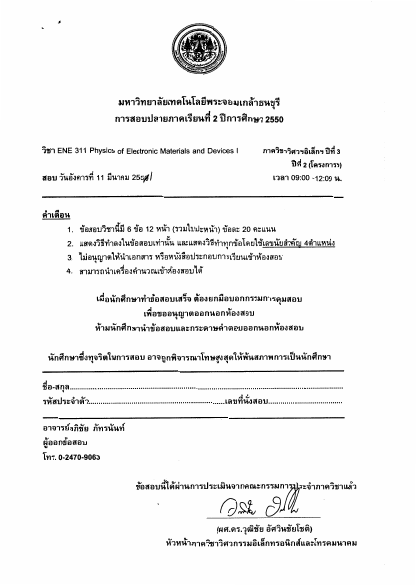 มหาวิทยาลัยเทคโนโลยีพระจอมเกล้าธนบุรี
การสอบปลายภาคเรียนที่ 2 ปีการศึกษา 2550
วิชา ENE 311 Physics of Electronic Materials and Devices I ภาควิชาวิศวฯอิเล็กฯ ปีที่ 3
ปีที่ 2 (โครงการฯ)
สอบ วันอังคารที่ 11 มีนาคม 2551 เวลา 09:00 -12:00 น.
คำเตือน
1. ข้อสอบวิชานี้มี 6 ข้อ 12 หน้า (รวมใบปะหน้า) ข้อละ 20 คะแนน
2. แสดงวิธีทำลงในข้อสอบเท่านั้น และแสดงวิธีทำทุกข้อโดยใช้เลขนัยสำคัญ 4ตำแหน่ง
3 ไม่อนุญาตให้นำเอกสาร หรือหนังสือประกอบการเรียนเข้าห้องสอบ
4. สามารถนำเครื่องคำนวณเข้าห้องสอบได้
เมื่อนักศึกษาทำข้อสอบเสร็จ ต้องยกมือบอกกรรมการคุมสอบ
เพื่อขออนุญาตออกนอกห้องสอบ
ห้ามนักศึกษานำข้อสอบและกระดาษคำตอบออกนอกห้องสอบ
นักศึกษาซึ่งทุจริตในการสอบ อาจถูกพิจารณาโทษสูงสุดให้พ้นสภาพการเป็นนักศึกษา
ชื่อ-สกุล
รหัสประจำตัว เลขที่นั่งสอบ
อาจารย์อภิชัย ภัทรนันท์
ผู้ออกข้อสอบ
โทร. 0-2470-9063
ข้อสอบนี้ได้ผ่านการประเมินจากคณะกรรมการประจำภาควิชาแล้ว
(ผศ.ดร.วุฒิชัย อัศวินชัยโชติ)
หัวหน้าภาควิชาวิศวกรรมอิเล็กทรอนิกส์และโทรคมนาคม